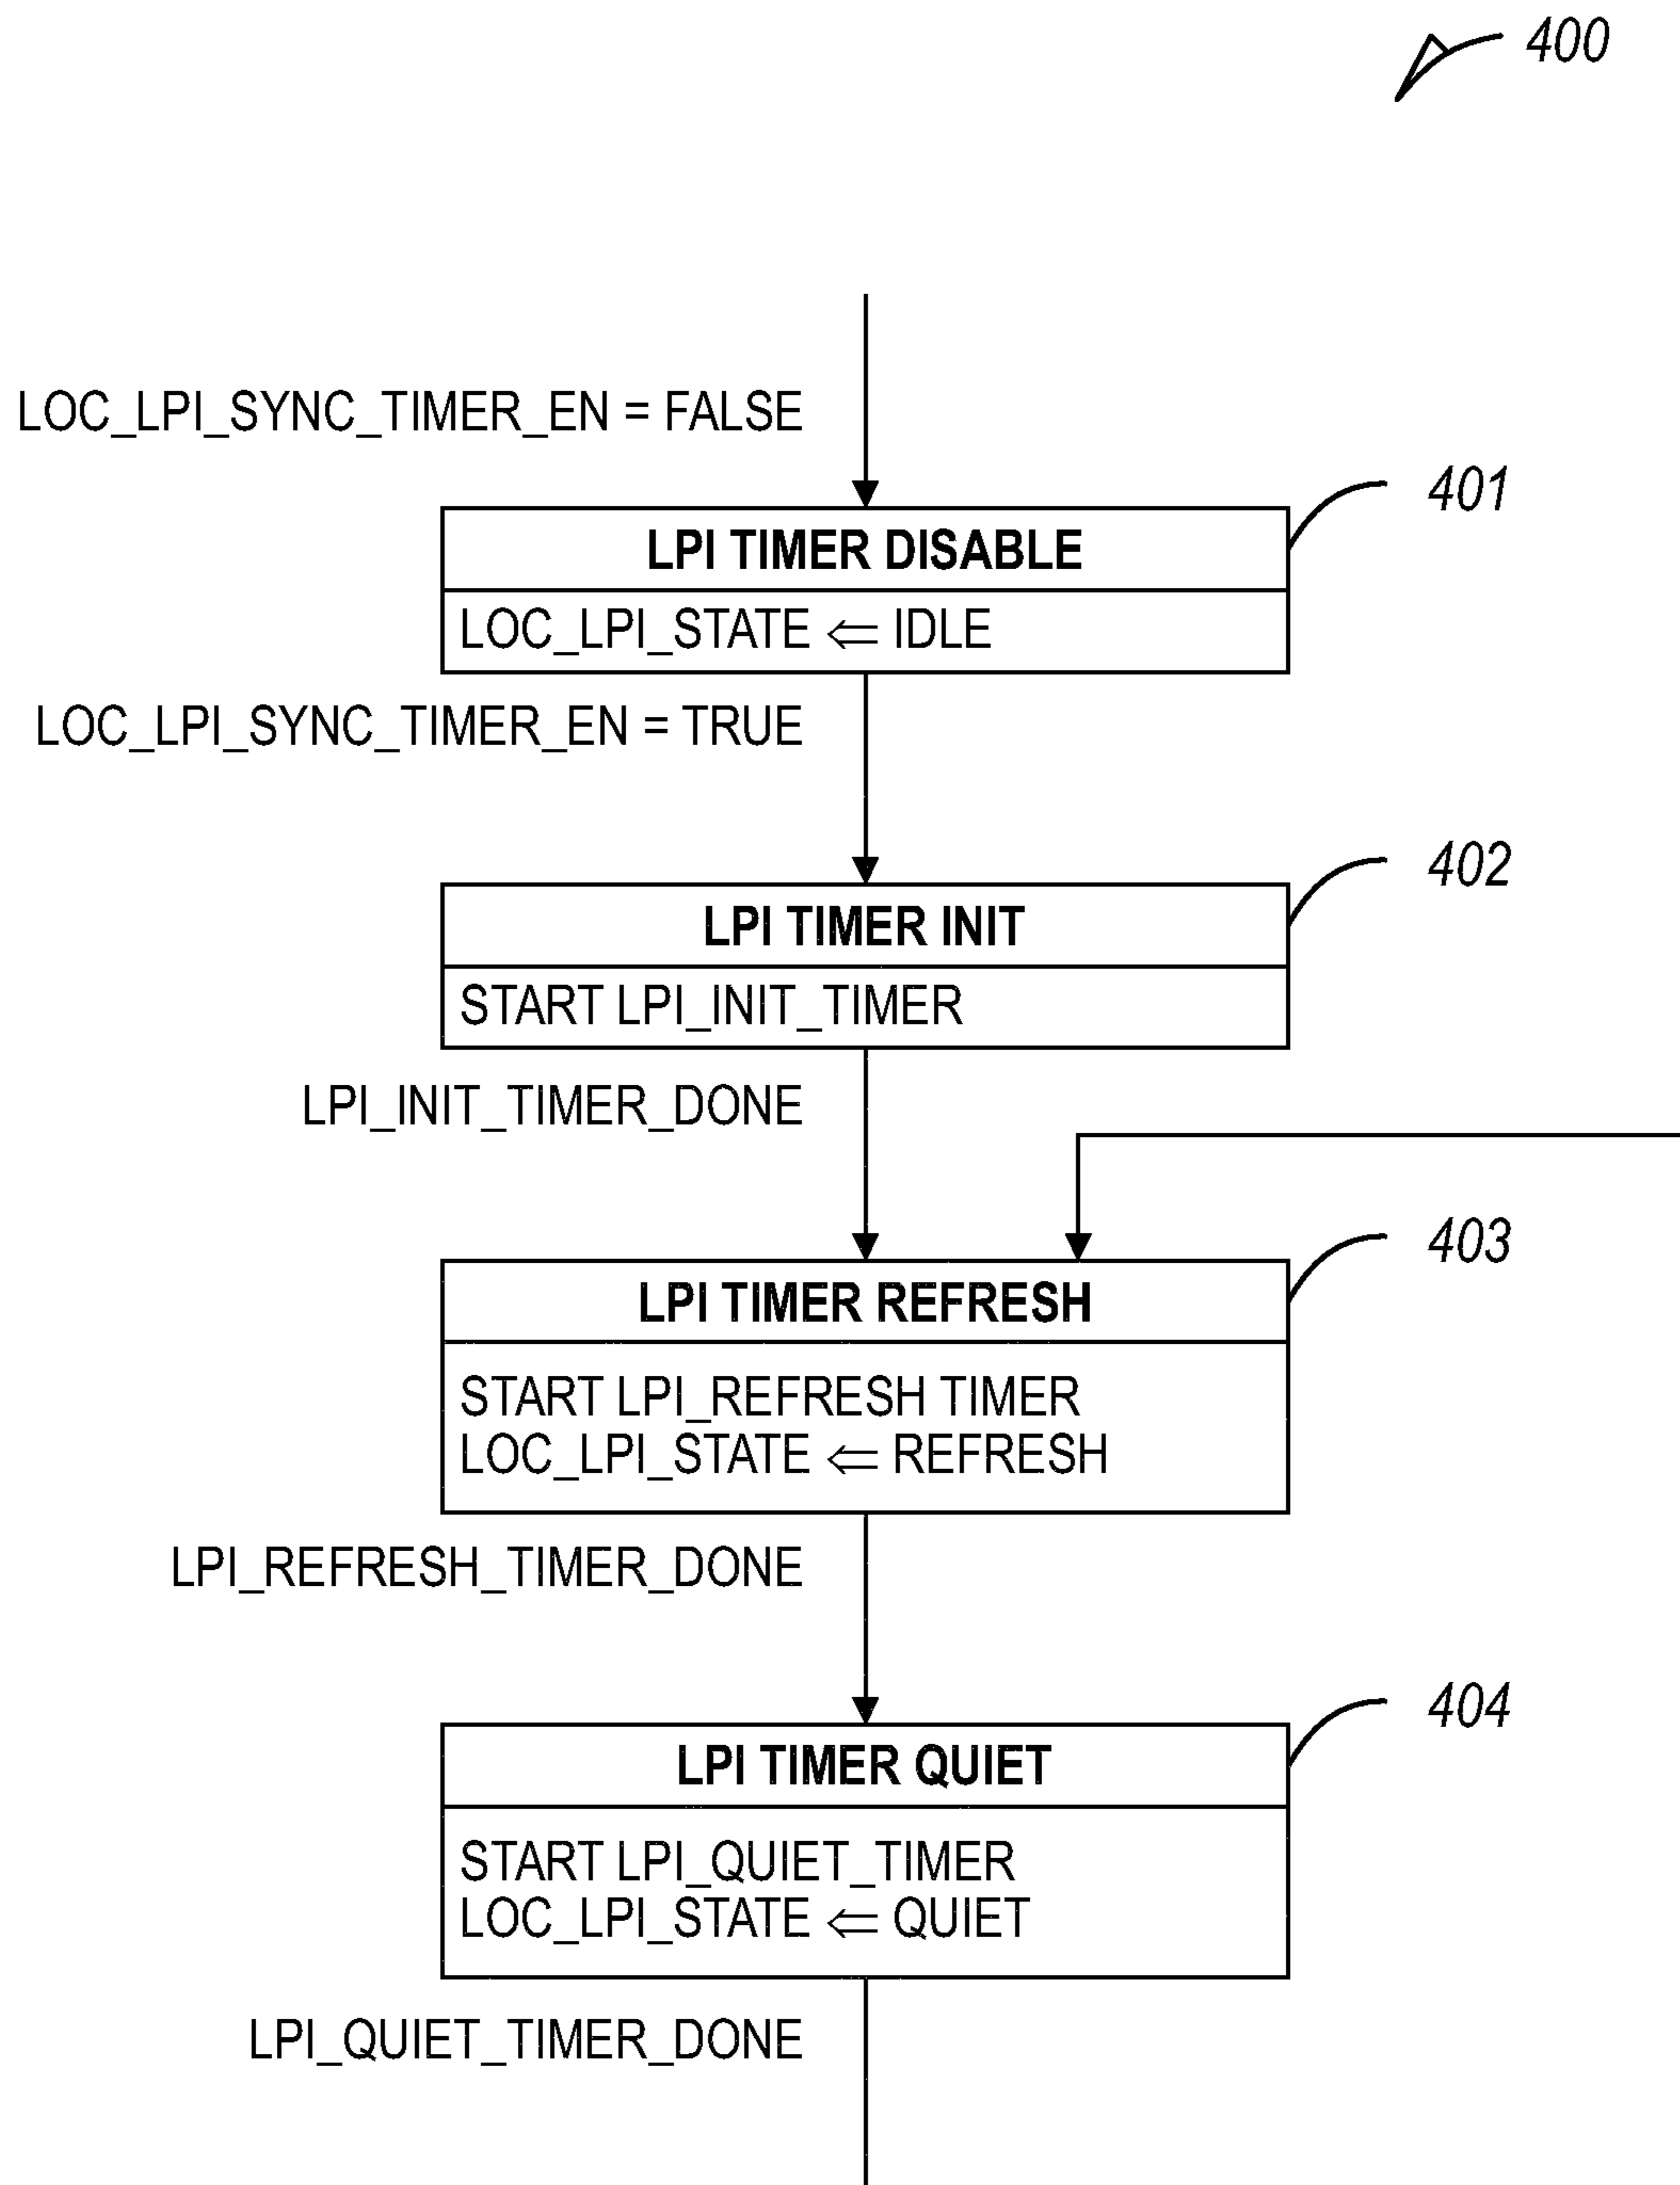 400
LOC_LPI_SYNC_TIMER_EN = FALSE
401
LPI TIMER DISABLE
LOC_LPI_STATE ⇐ IDLE
LOC_LPI_SYNC_TIMER_EN = TRUE
402
LPI TIMER INIT
START LPI_INIT_TIMER
LPI_INIT_TIMER_DONE
403
LPI TIMER REFRESH
START LPI_REFRESH TIMER
LOC_LPI_STATE ⇐ REFRESH
LPI_REFRESH_TIMER_DONE
404
LPI TIMER QUIET
START LPI_QUIET_TIMER
LOC_LPI_STATE ⇐ QUIET
LPI_QUIET_TIMER_DONE